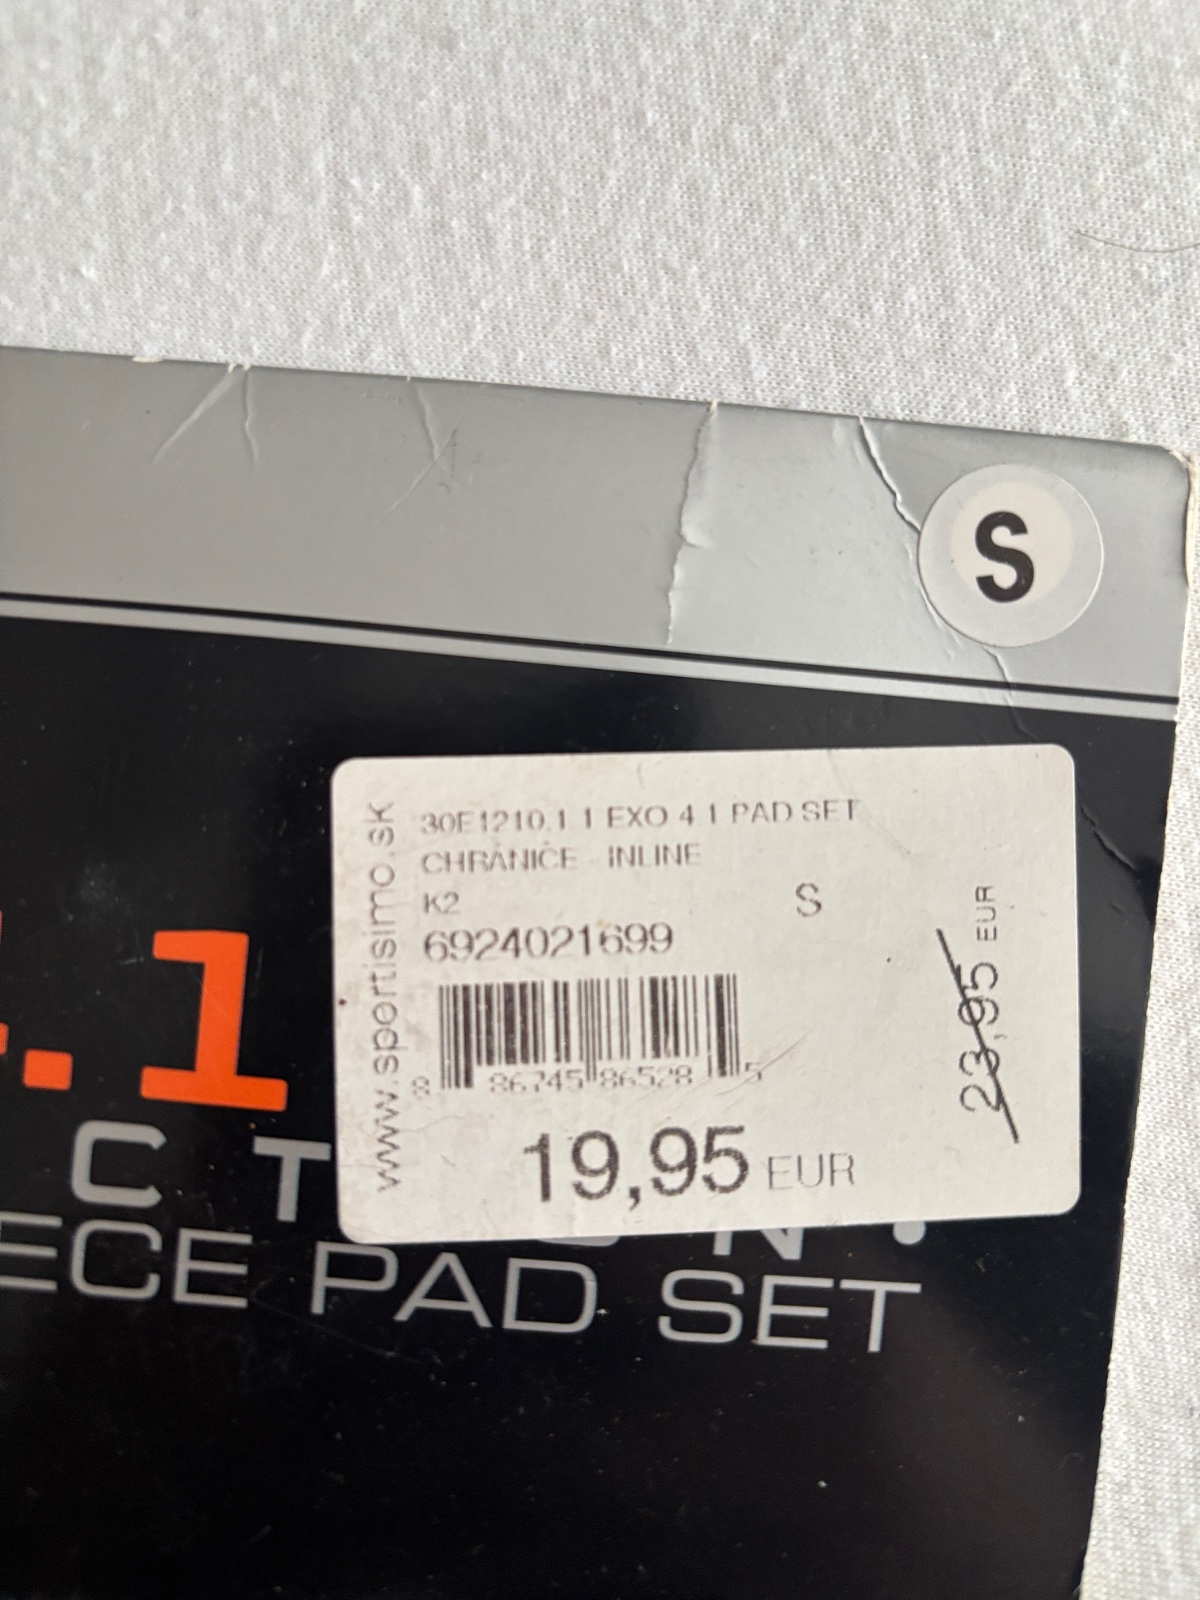 S
www.sportisimo.sk
30E1210.1 1 EXO 4 1 PAD SET
CHRÁNIČE INLINE
K2 S
6924021699
8 86745 86528 5
19,95 EUR
23,95 EUR
.1
C T N .
ECE PAD SET